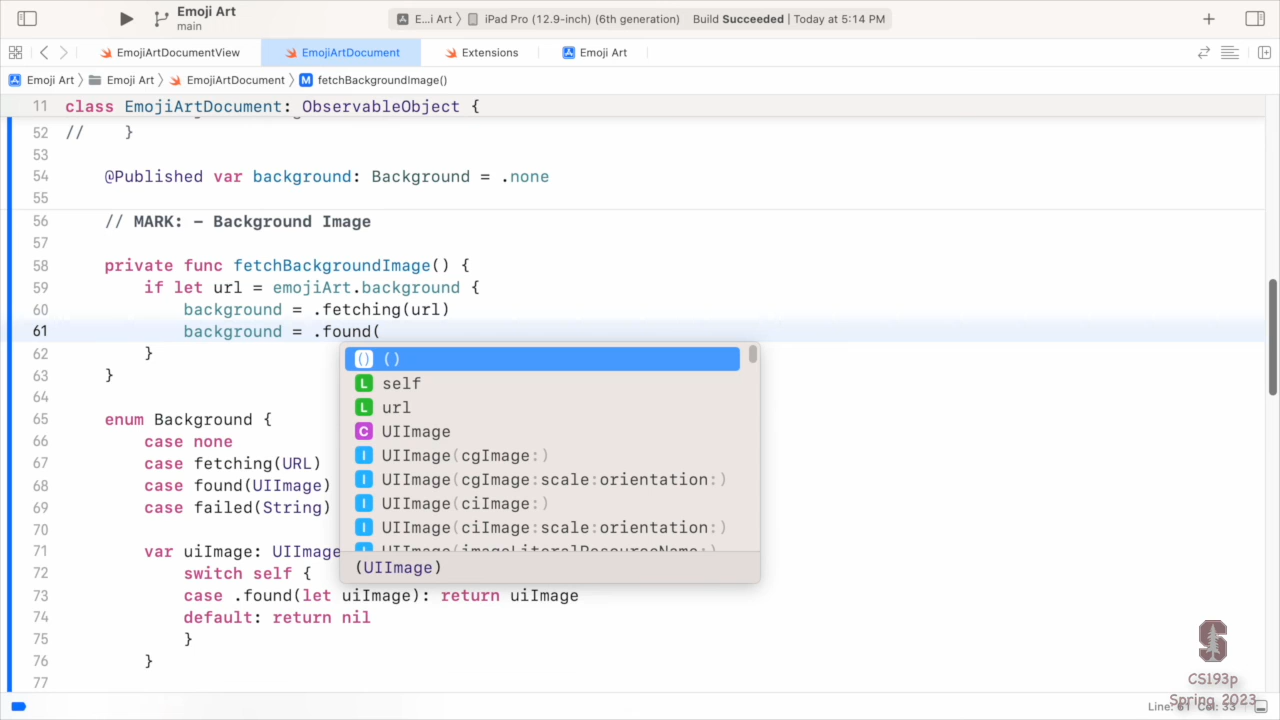 Emoji Art
main
E...i Art 〉 iPad Pro (12.9-inch) (6th generation) Build Succeeded | Today at 5:14 PM
EmojiArtDocumentView EmojiArtDocument Extensions Emoji Art
Emoji Art 〉 Emoji Art 〉 EmojiArtDocument 〉 M fetchBackgroundImage()
11 class EmojiArtDocument: ObservableObject {
52 // }
53
54 @Published var background: Background = .none
55
56 // MARK: - Background Image
57
58 private func fetchBackgroundImage() {
59 if let url = emojiArt.background {
60 background = .fetching(url)
61 background = .found(
62 }
63 }
64
65 enum Background {
66 case none
67 case fetching(URL)
68 case found(UIImage)
69 case failed(String)
70
71 var uiImage: UIImage
72 switch self {
73 case .found(let uiImage): return uiImage
74 default: return nil
75 }
76 }
77
() ()
L self
L url
C UIImage
I UIImage(cgImage:)
I UIImage(cgImage:scale:orientation:)
I UIImage(ciImage:)
I UIImage(ciImage:scale:orientation:)
UIImage(imageLiteralResourceName:)
(UIImage)
S
CS193p
Spring 2023
Line: 61 Col: 33